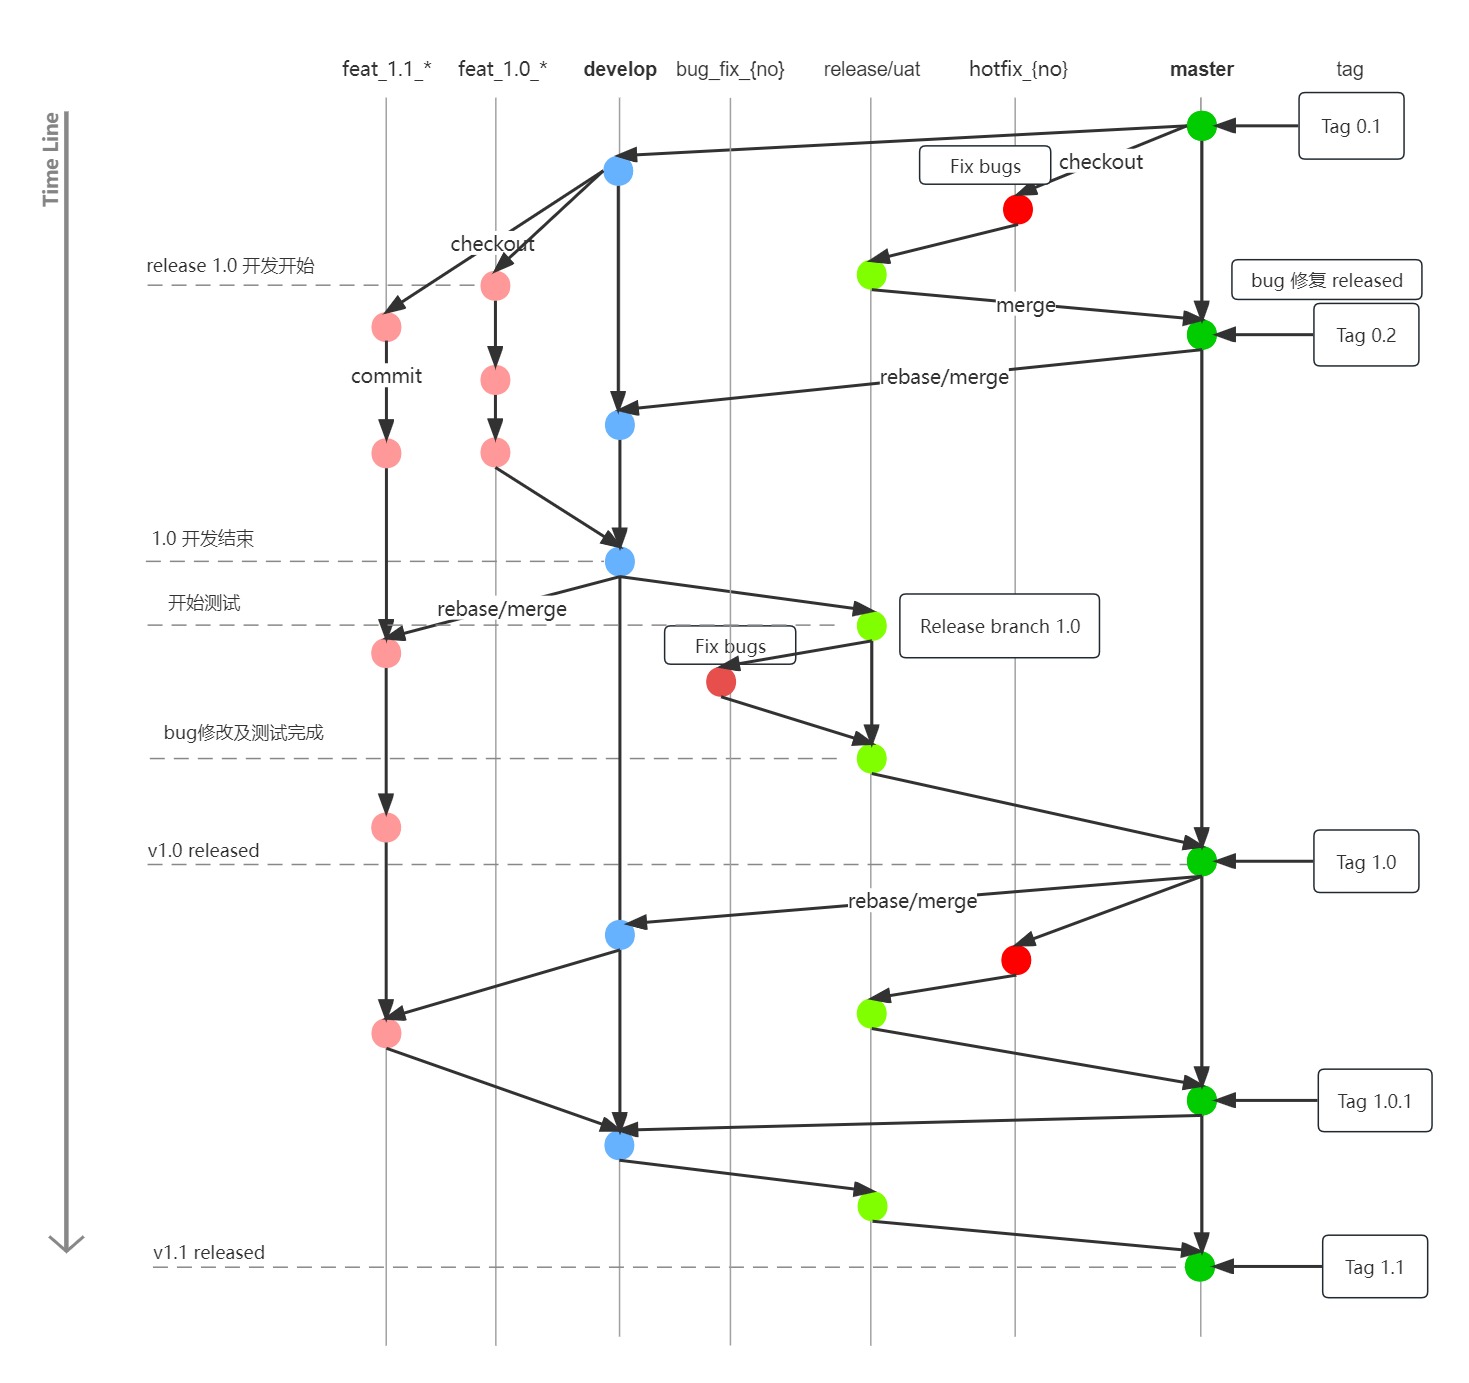 feat_1.1_*
feat_1.0_*
develop
bug_fix_{no}
release/uat
hotfix_{no}
master
tag
Time Line
Tag 0.1
Fix bugs
checkout
checkout
release 1.0 开发开始
bug 修复 released
merge
Tag 0.2
commit
rebase/merge
1.0 开发结束
开始测试
rebase/merge
Release branch 1.0
Fix bugs
bug修改及测试完成
v1.0 released
Tag 1.0
rebase/merge
Tag 1.0.1
v1.1 released
Tag 1.1